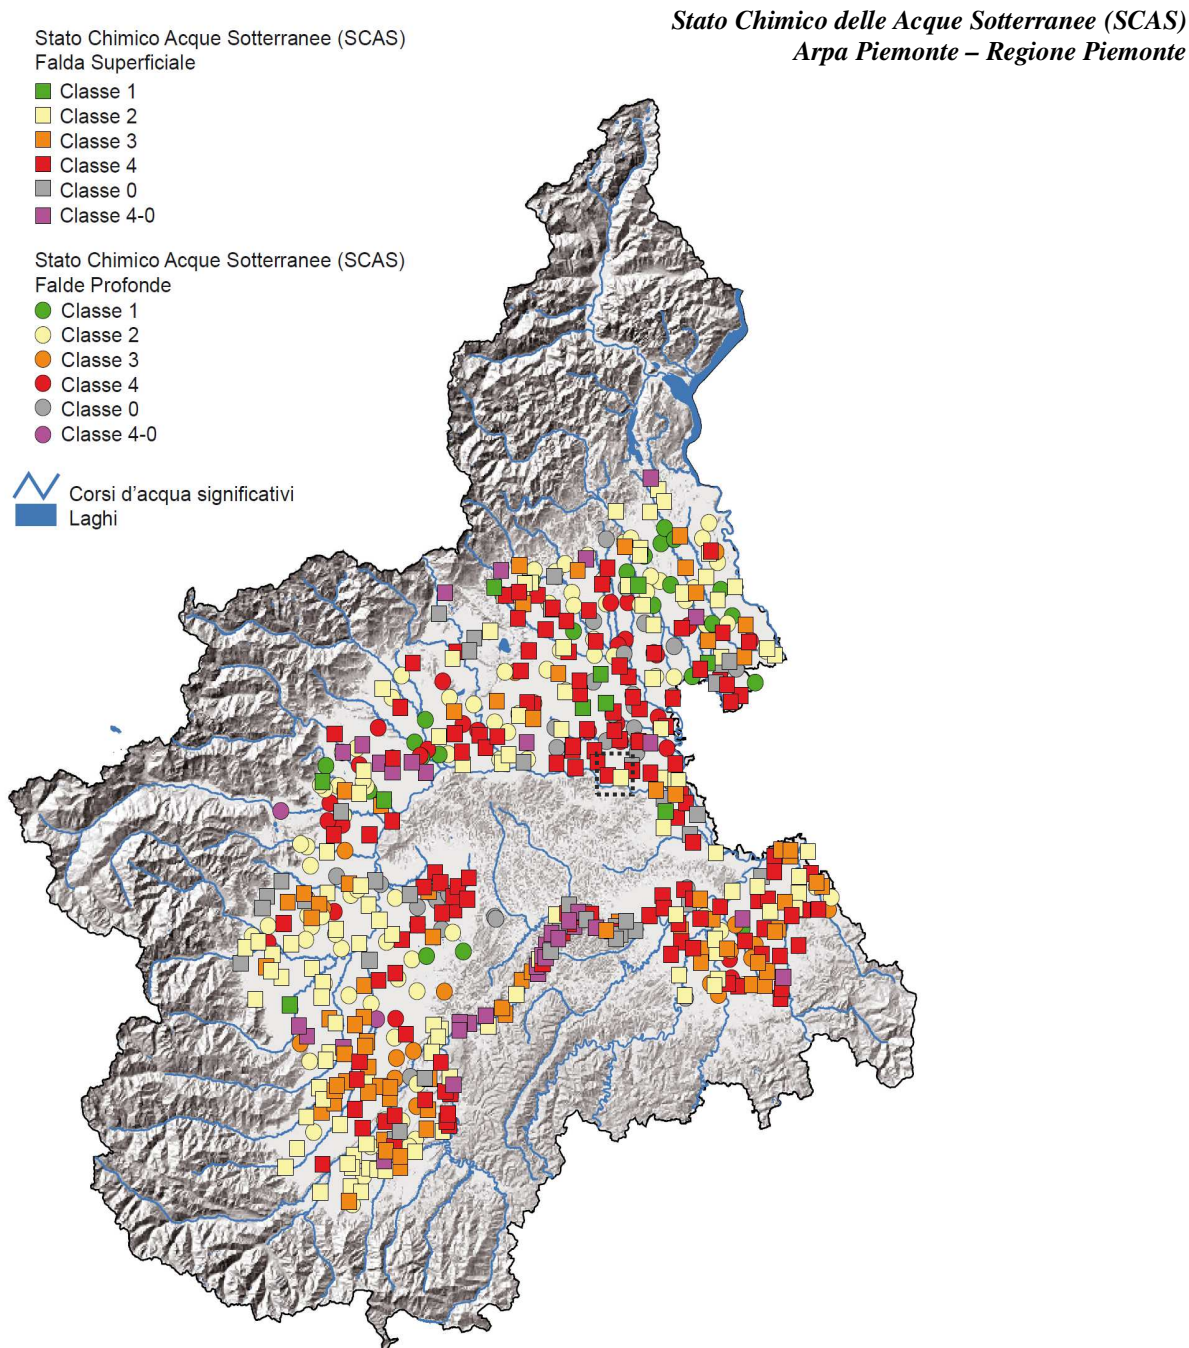 Stato Chimico delle Acque Sotterranee (SCAS)
Arpa Piemonte – Regione Piemonte
Stato Chimico Acque Sotterranee (SCAS)
Falda Superficiale
Classe 1
Classe 2
Classe 3
Classe 4
Classe 0
Classe 4-0
Stato Chimico Acque Sotterranee (SCAS)
Falde Profonde
Classe 1
Classe 2
Classe 3
Classe 4
Classe 0
Classe 4-0
Corsi d'acqua significativi
Laghi